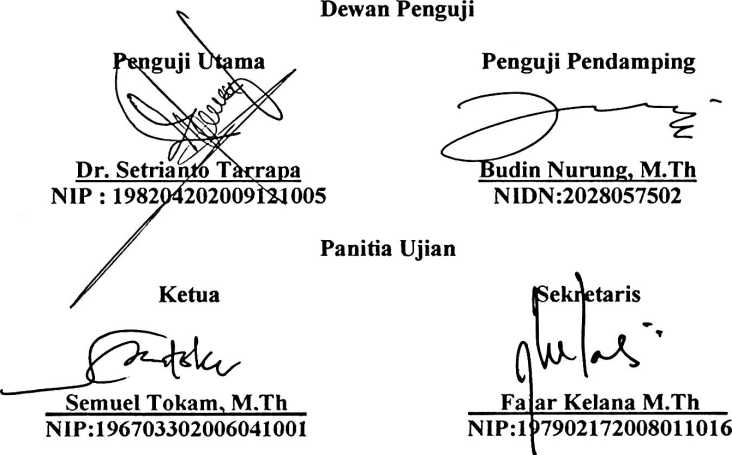 Dewan Penguji
Penguji Utama
Penguji Pendamping
Dr. Setrianto Tarrapa
Budin Nurung, M.Th
NIP : 198204202009121005
NIDN:2028057502
Panitia Ujian
Ketua
Sekretaris
Semuel Tokam, M.Th
Fajar Kelana M.Th
NIP:196703302006041001
NIP:197902172008011016